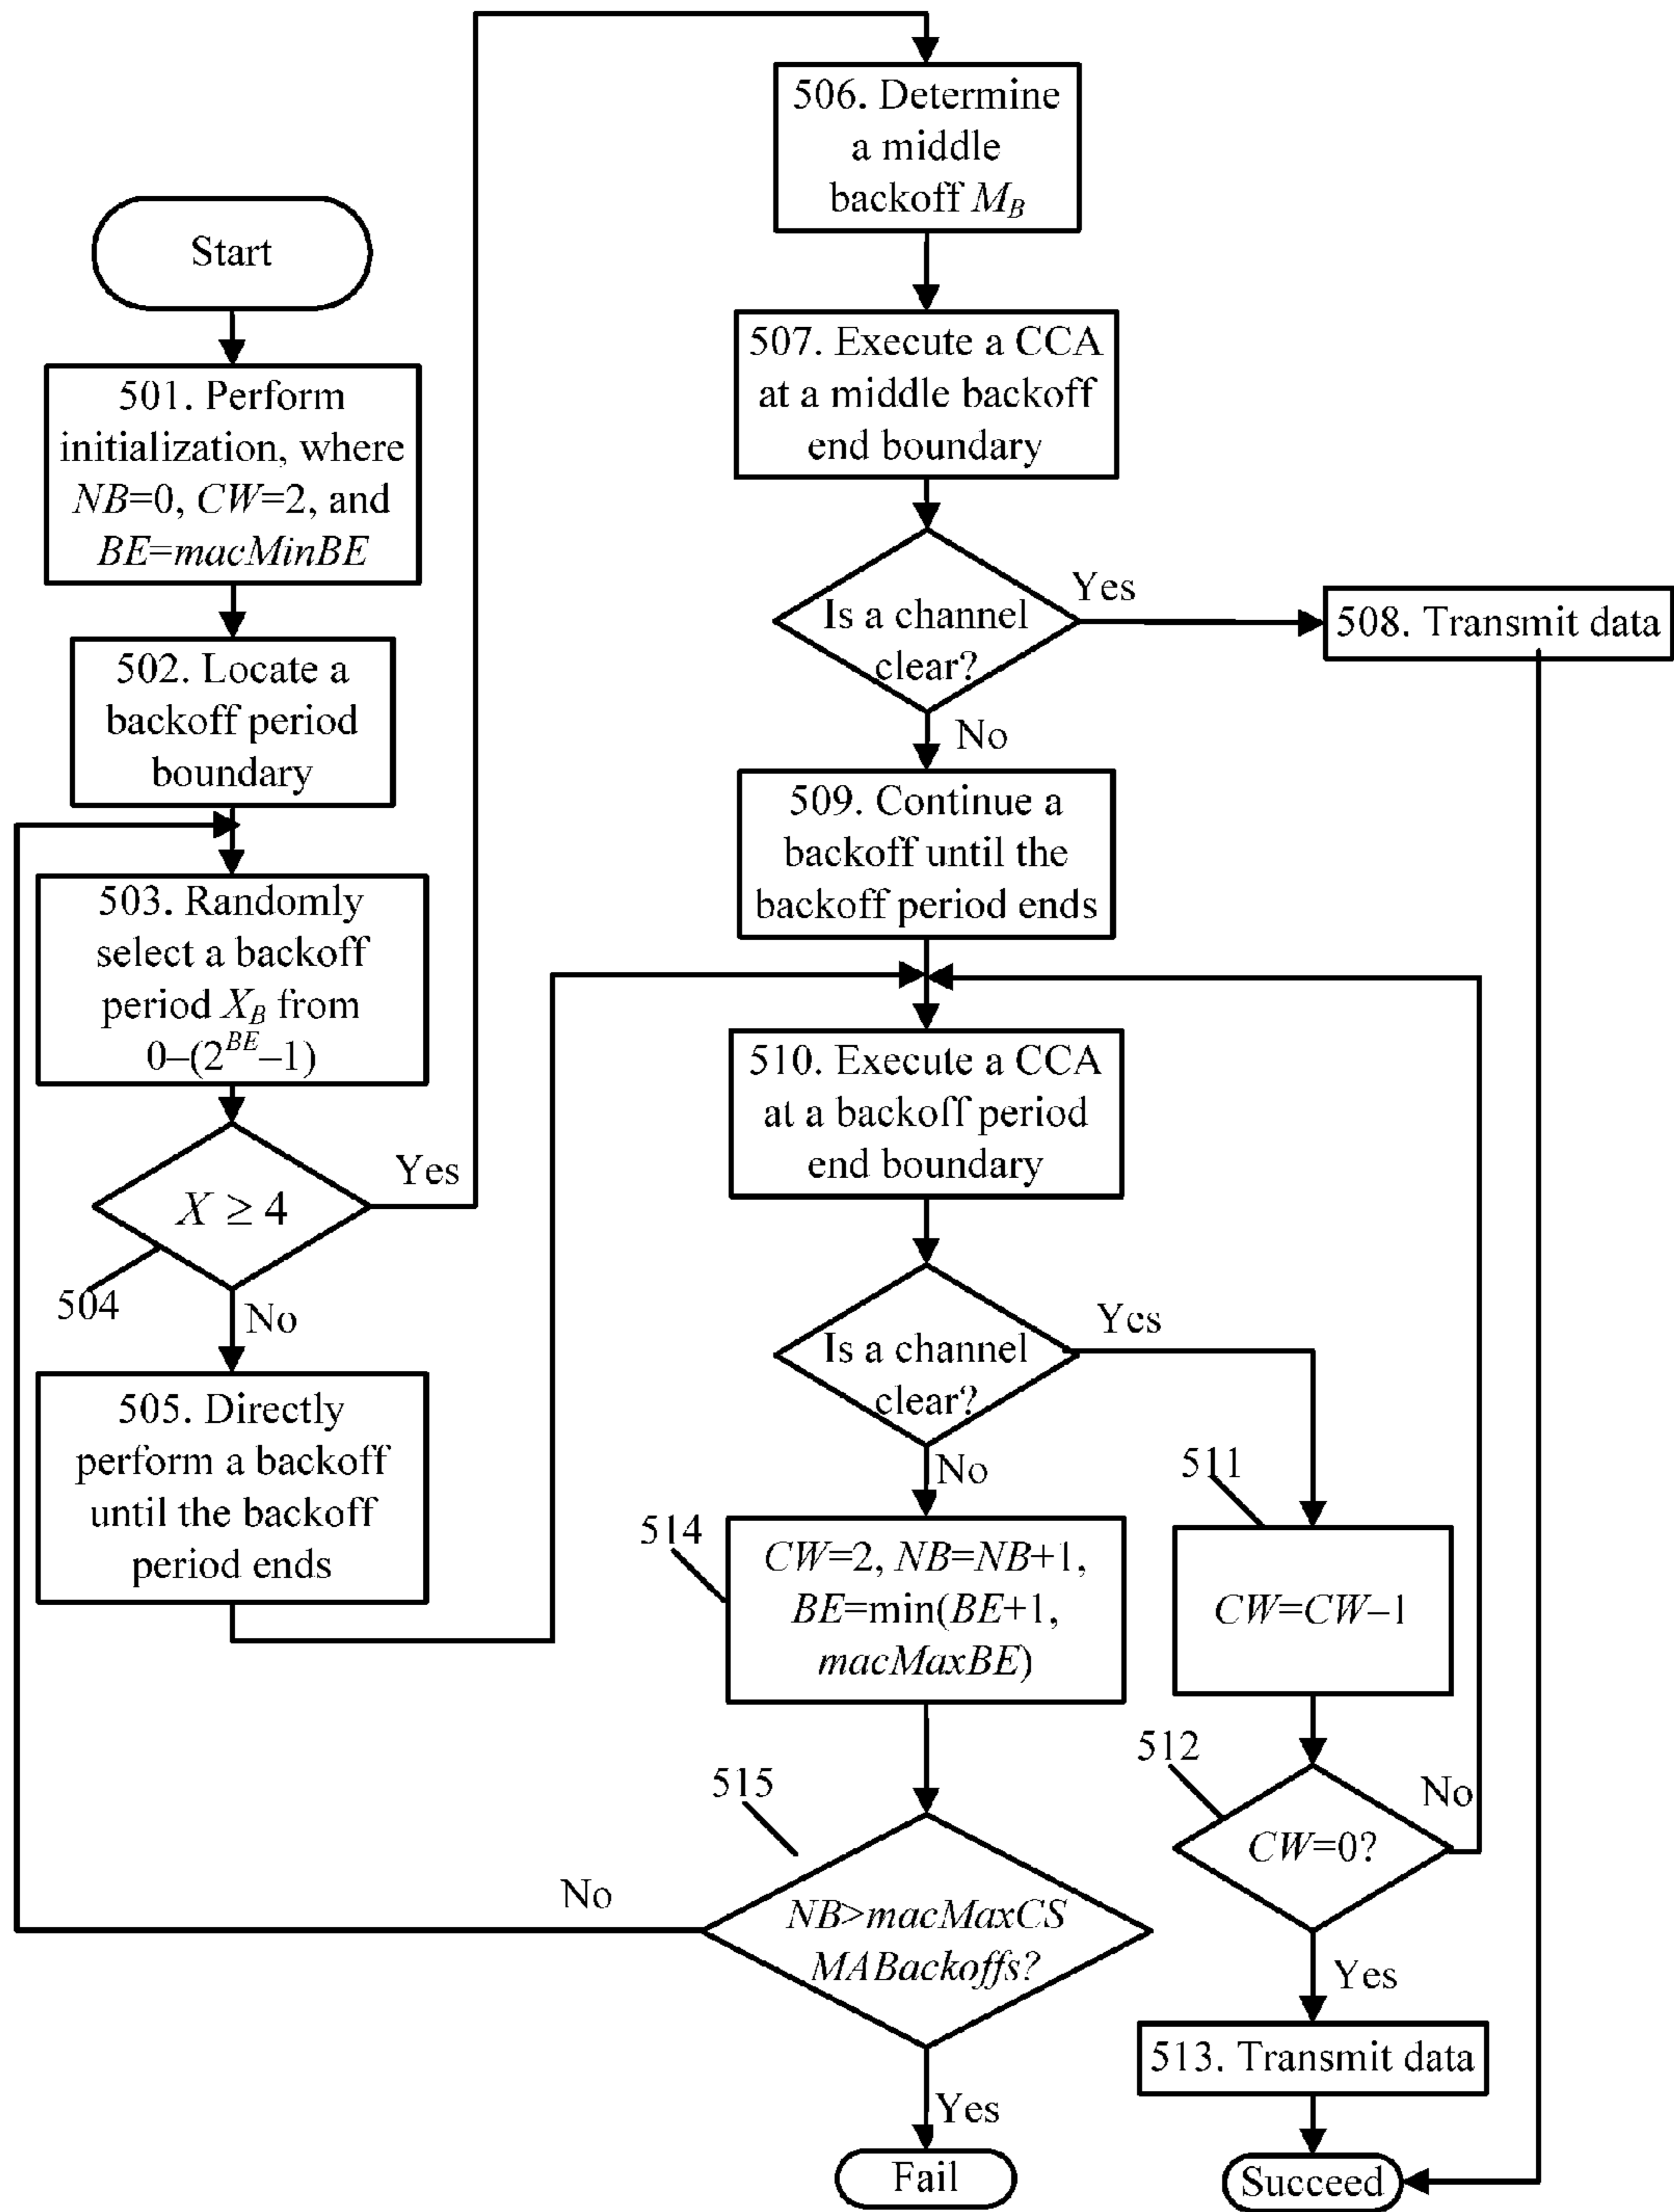 Start
501. Perform
initialization, where
NB=0, CW=2, and
BE=macMinBE
502. Locate a
backoff period
boundary
503. Randomly
select a backoff
period X_B from
0–(2^{BE}–1)
X ≥ 4
Yes
504
No
505. Directly
perform a backoff
until the backoff
period ends
506. Determine
a middle
backoff M_B
507. Execute a CCA
at a middle backoff
end boundary
Is a channel
clear?
Yes
508. Transmit data
No
509. Continue a
backoff until the
backoff period ends
510. Execute a CCA
at a backoff period
end boundary
Is a channel
clear?
Yes
No
511
CW=CW–1
512
CW=0?
No
Yes
513. Transmit data
Succeed
514
CW=2, NB=NB+1,
BE=min(BE+1,
macMaxBE)
515
NB>macMaxCS
MABackoffs?
No
Yes
Fail